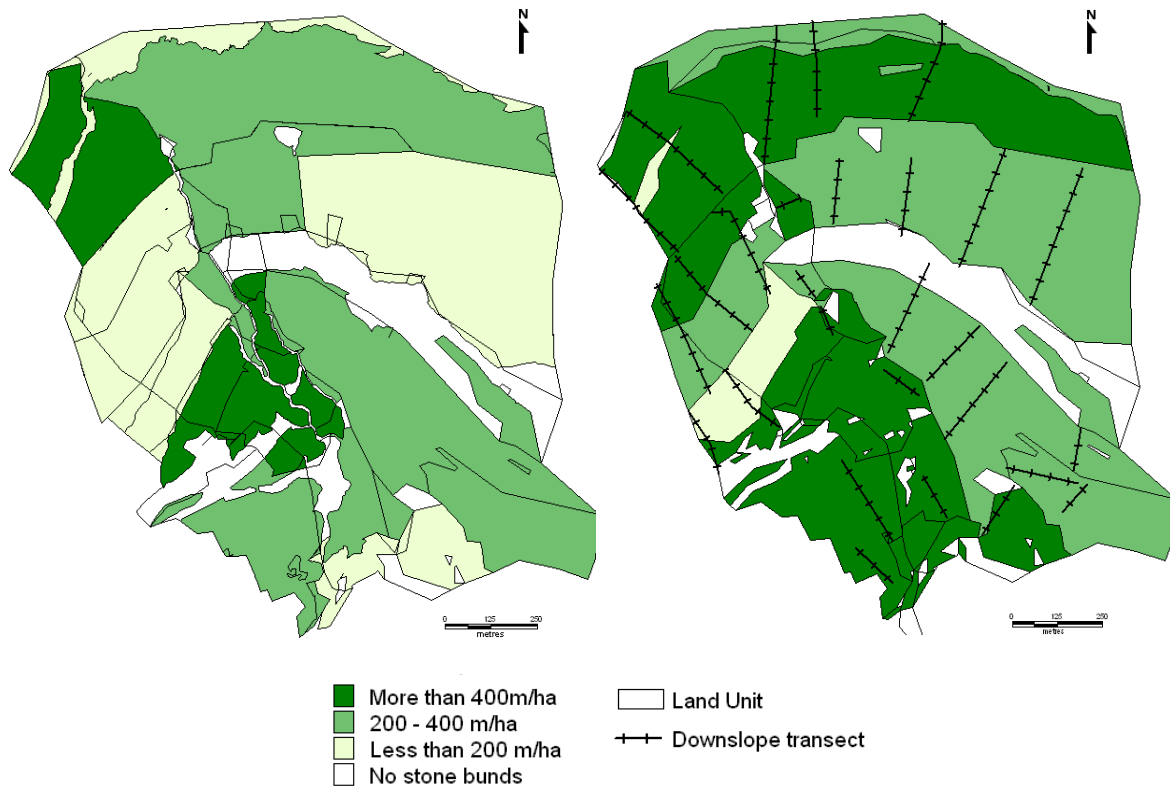 N
N
0 125 250
metres
0 125 250
metres
More than 400m/ha
200 - 400 m/ha
Less than 200 m/ha
No stone bunds
Land Unit
Downslope transect